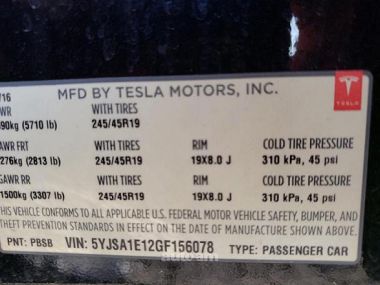 /16 MFD BY TESLA MOTORS, INC.
TESLA
WR WITH TIRES
90kg (5710 lb) 245/45R19
AWR FRT WITH TIRES RIM COLD TIRE PRESSURE
276kg (2813 lb) 245/45R19 19X8.0 J 310 kPa, 45 psi
GAWR RR WITH TIRES RIM COLD TIRE PRESSURE
1500kg (3307 lb) 245/45R19 19X8.0 J 310 kPa, 45 psi
THIS VEHICLE CONFORMS TO ALL APPLICABLE U.S. FEDERAL MOTOR VEHICLE SAFETY, BUMPER, AND
THEFT PREVENTION STANDARDS IN EFFECT ON THE DATE OF MANUFACTURE SHOWN ABOVE.
PNT: PBSB VIN: 5YJSA1E12GF156078 TYPE: PASSENGER CAR